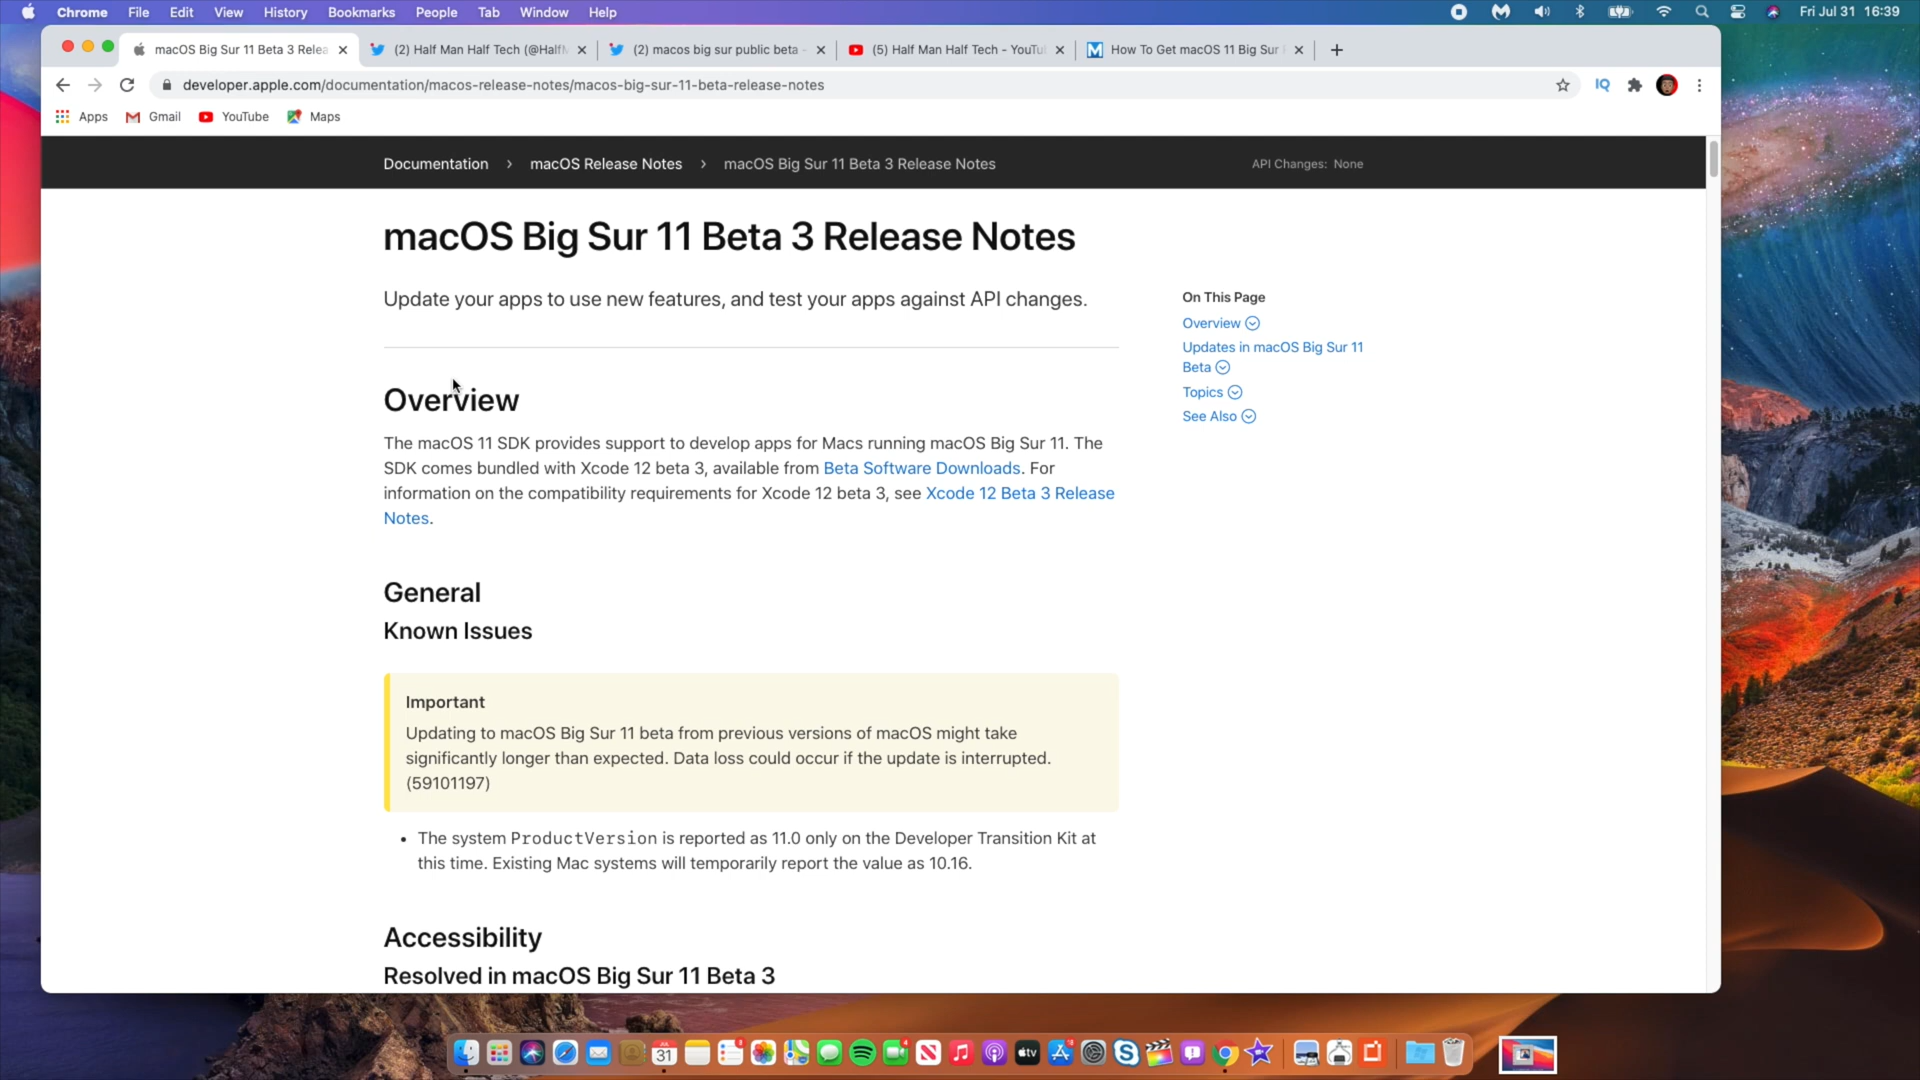 Chrome File Edit View History Bookmarks People Tab Window Help Fri Jul 31 16:39
macOS Big Sur 11 Beta 3 Relea (2) Half Man Half Tech (@Half (2) macos big sur public beta - (5) Half Man Half Tech - YouTu How To Get macOS 11 Big Sur
developer.apple.com/documentation/macos-release-notes/macos-big-sur-11-beta-release-notes IQ
Apps Gmail YouTube Maps
Documentation > macOS Release Notes > macOS Big Sur 11 Beta 3 Release Notes API Changes: None
macOS Big Sur 11 Beta 3 Release Notes
Update your apps to use new features, and test your apps against API changes.
On This Page
Overview
Updates in macOS Big Sur 11
Beta
Topics
See Also
Overview
The macOS 11 SDK provides support to develop apps for Macs running macOS Big Sur 11. The
SDK comes bundled with Xcode 12 beta 3, available from Beta Software Downloads. For
information on the compatibility requirements for Xcode 12 beta 3, see Xcode 12 Beta 3 Release
Notes.
General
Known Issues
Important
Updating to macOS Big Sur 11 beta from previous versions of macOS might take
significantly longer than expected. Data loss could occur if the update is interrupted.
(59101197)
• The system ProductVersion is reported as 11.0 only on the Developer Transition Kit at
this time. Existing Mac systems will temporarily report the value as 10.16.
Accessibility
Resolved in macOS Big Sur 11 Beta 3
31
tv